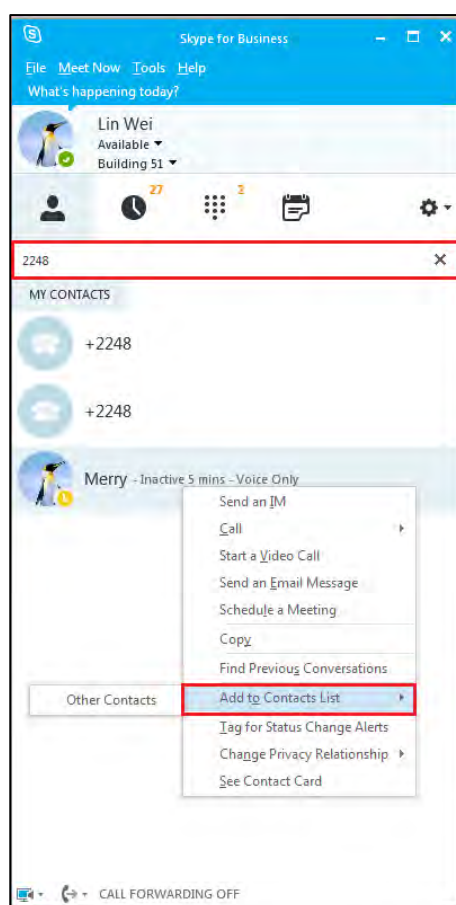 Skype for Business
File Meet Now Tools Help
What's happening today?
Lin Wei
Available
Building 51
27
2
2248
MY CONTACTS
+2248
+2248
Merry - Inactive 5 mins - Voice Only
Send an IM
Call
Start a Video Call
Send an Email Message
Schedule a Meeting
Copy
Find Previous Conversations
Other Contacts
Add to Contacts List
Tag for Status Change Alerts
Change Privacy Relationship
See Contact Card
CALL FORWARDING OFF